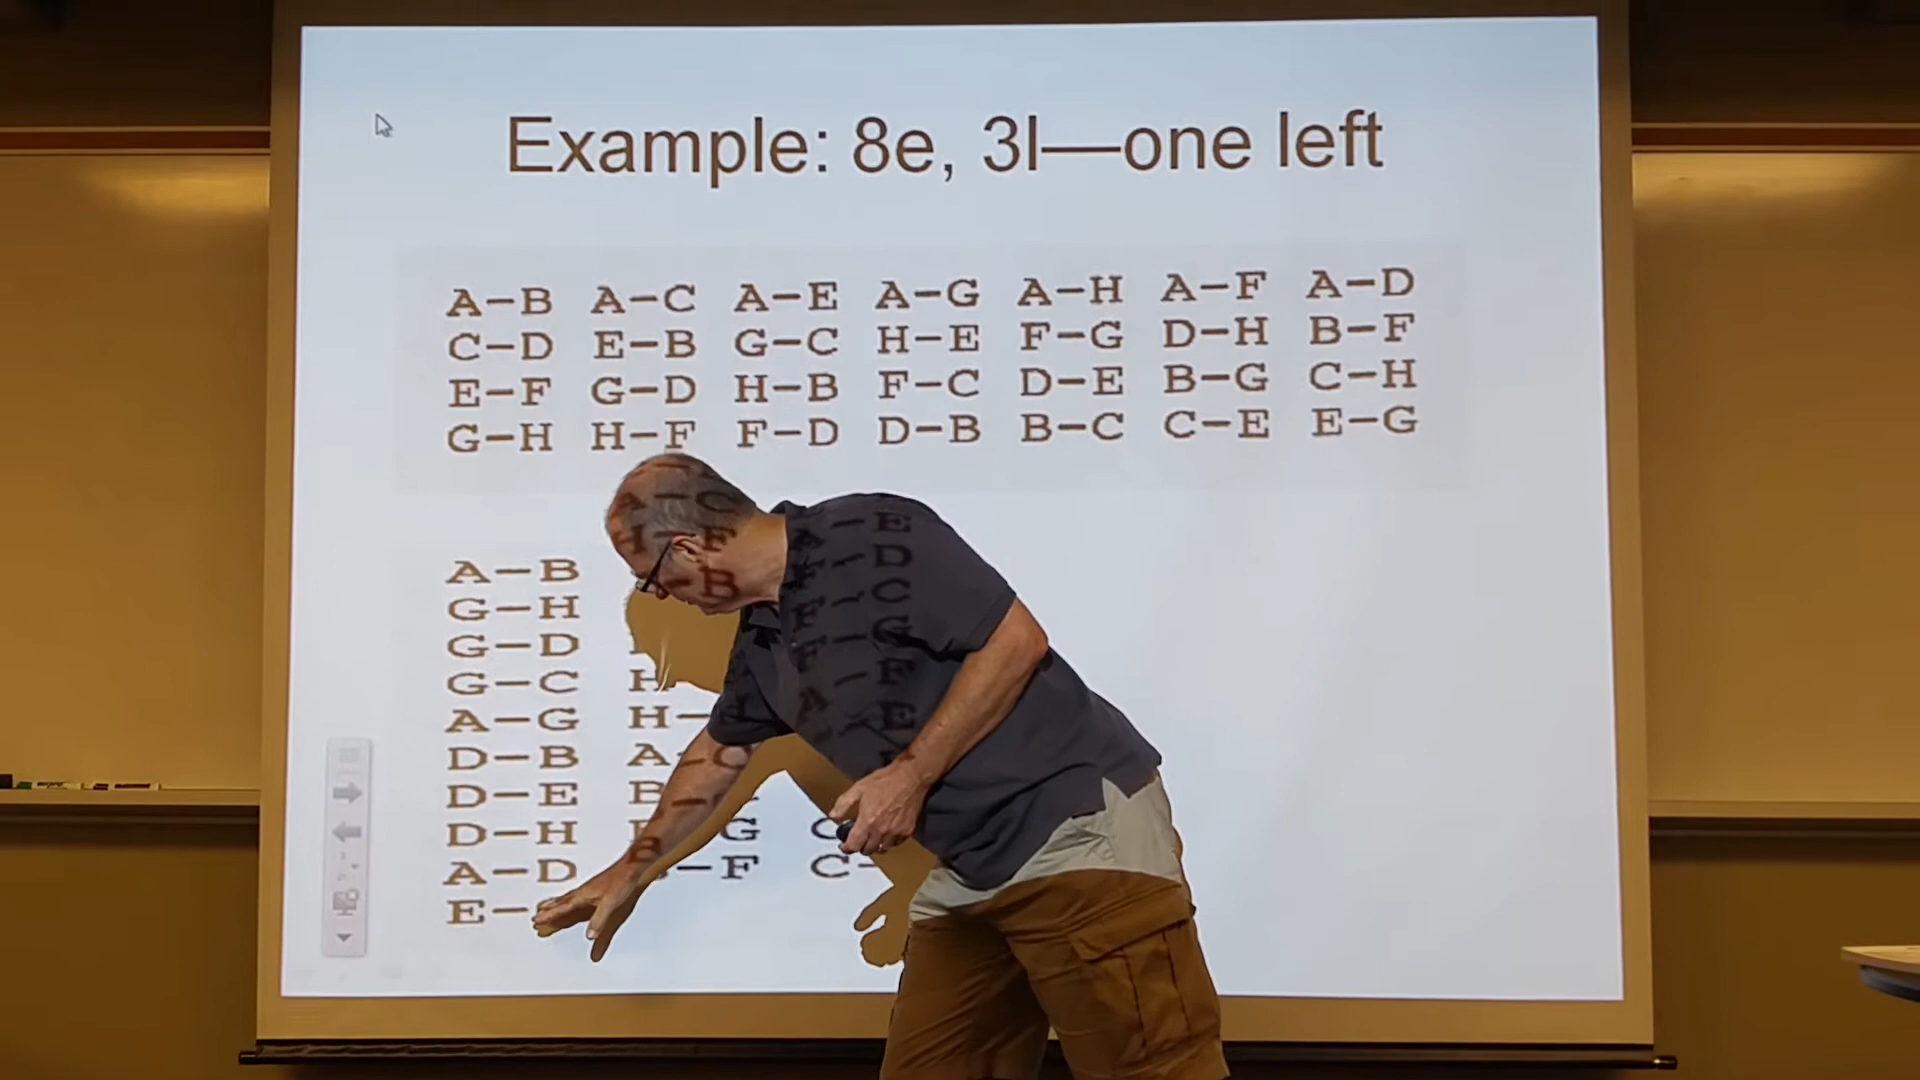 Example: 8e, 3l—one left
A-B A-C A-E A-G A-H A-F A-D
C-D E-B G-C H-E F-G D-H B-F
E-F G-D H-B F-C D-E B-G C-H
G-H H-F F-D D-B B-C C-E E-G
A-C A-E
A-B H-F D
G-H B C
G-D F-G
G-C H F
A-G H- A E
D-B A-C
D-E B-
D-H G C
A-D -F C-
E-